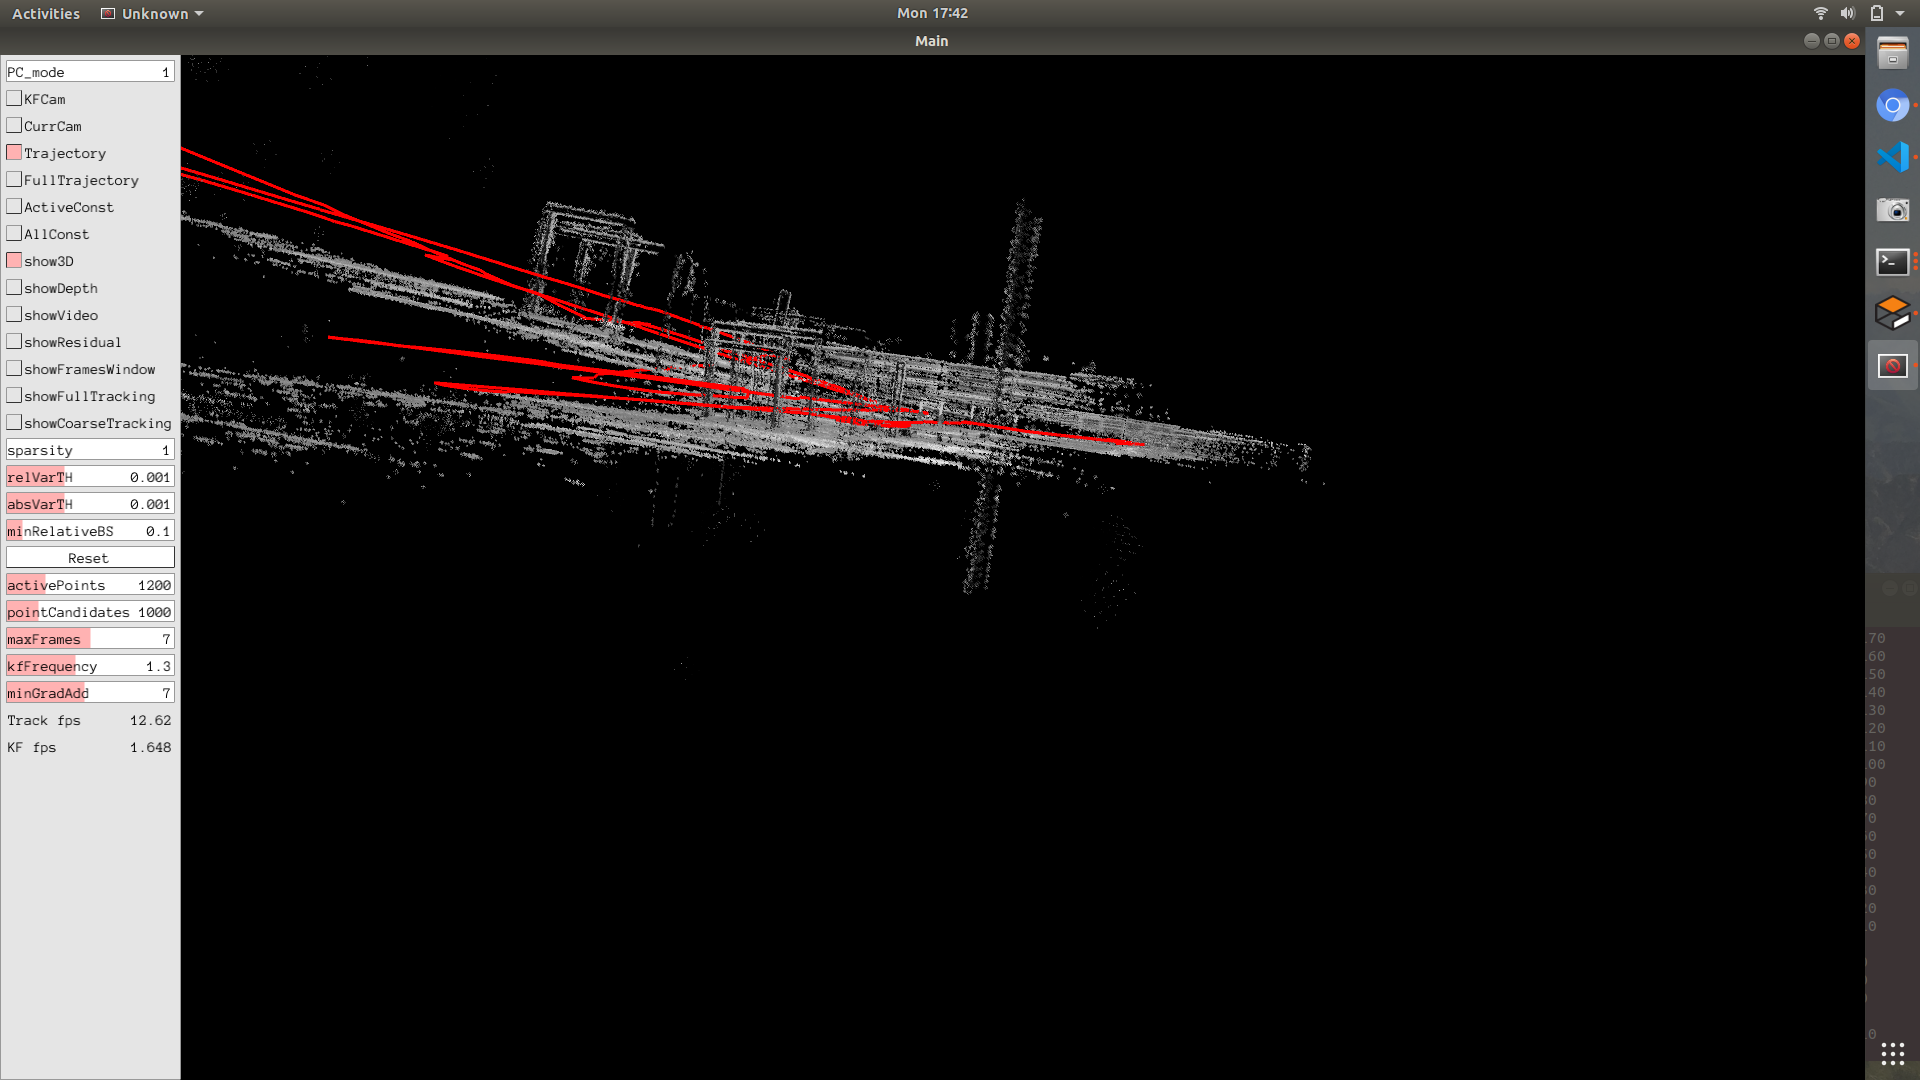 Activities Unknown Mon 17:42
Main
PC_mode 1
KFCam
CurrCam
Trajectory
FullTrajectory
ActiveConst
AllConst
show3D
showDepth
showVideo
showResidual
showFramesWindow
showFullTracking
showCoarseTracking
sparsity 1
relVarTH 0.001
absVarTH 0.001
minRelativeBS 0.1
Reset
activePoints 1200
pointCandidates 1000
maxFrames 7
kfFrequency 1.3
minGradAdd 7
Track fps 12.62
KF fps 1.648